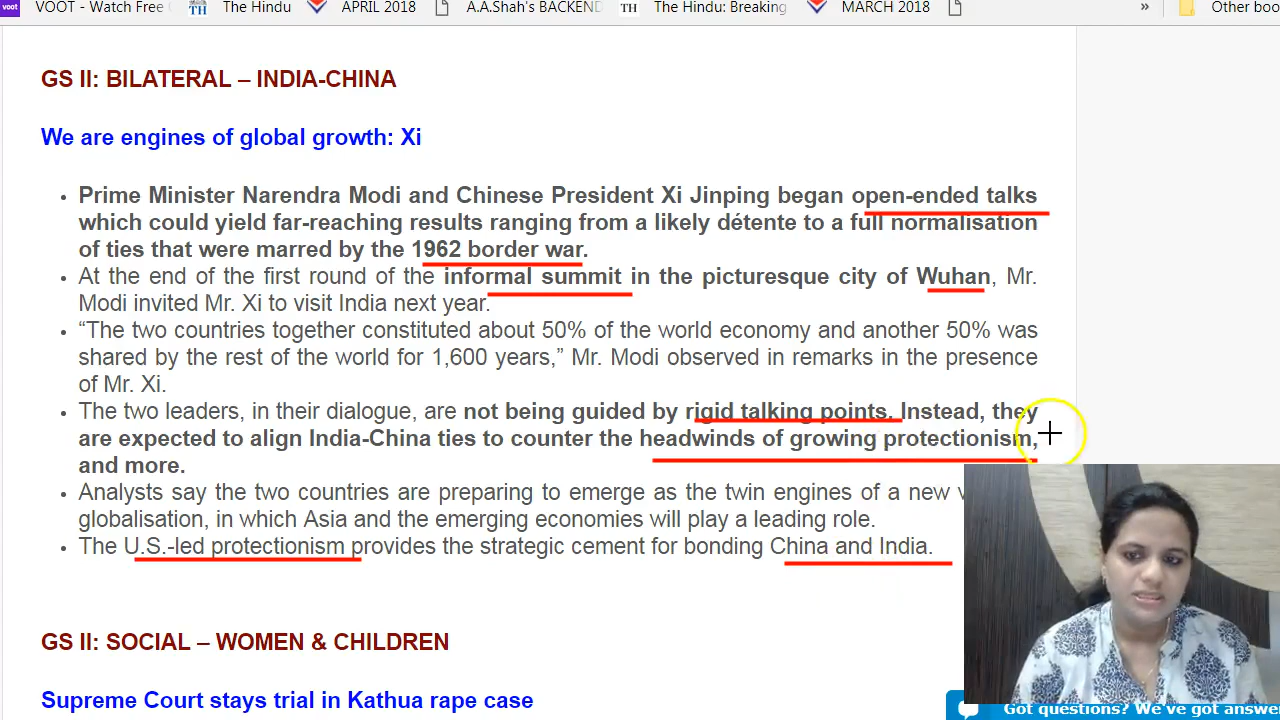 voot VOOT - Watch Free TH The Hindu APRIL 2018 A.A.Shah's BACKEND TH The Hindu: Breaking MARCH 2018 » Other boo
GS II: BILATERAL – INDIA-CHINA
We are engines of global growth: Xi
• Prime Minister Narendra Modi and Chinese President Xi Jinping began open-ended talks
which could yield far-reaching results ranging from a likely détente to a full normalisation
of ties that were marred by the 1962 border war.
• At the end of the first round of the informal summit in the picturesque city of Wuhan, Mr.
Modi invited Mr. Xi to visit India next year.
• “The two countries together constituted about 50% of the world economy and another 50% was
shared by the rest of the world for 1,600 years,” Mr. Modi observed in remarks in the presence
of Mr. Xi.
• The two leaders, in their dialogue, are not being guided by rigid talking points. Instead, they
are expected to align India-China ties to counter the headwinds of growing protectionism,
and more.
• Analysts say the two countries are preparing to emerge as the twin engines of a new
globalisation, in which Asia and the emerging economies will play a leading role.
• The U.S.-led protectionism provides the strategic cement for bonding China and India.
GS II: SOCIAL – WOMEN & CHILDREN
Supreme Court stays trial in Kathua rape case
Got questions? We've got answe